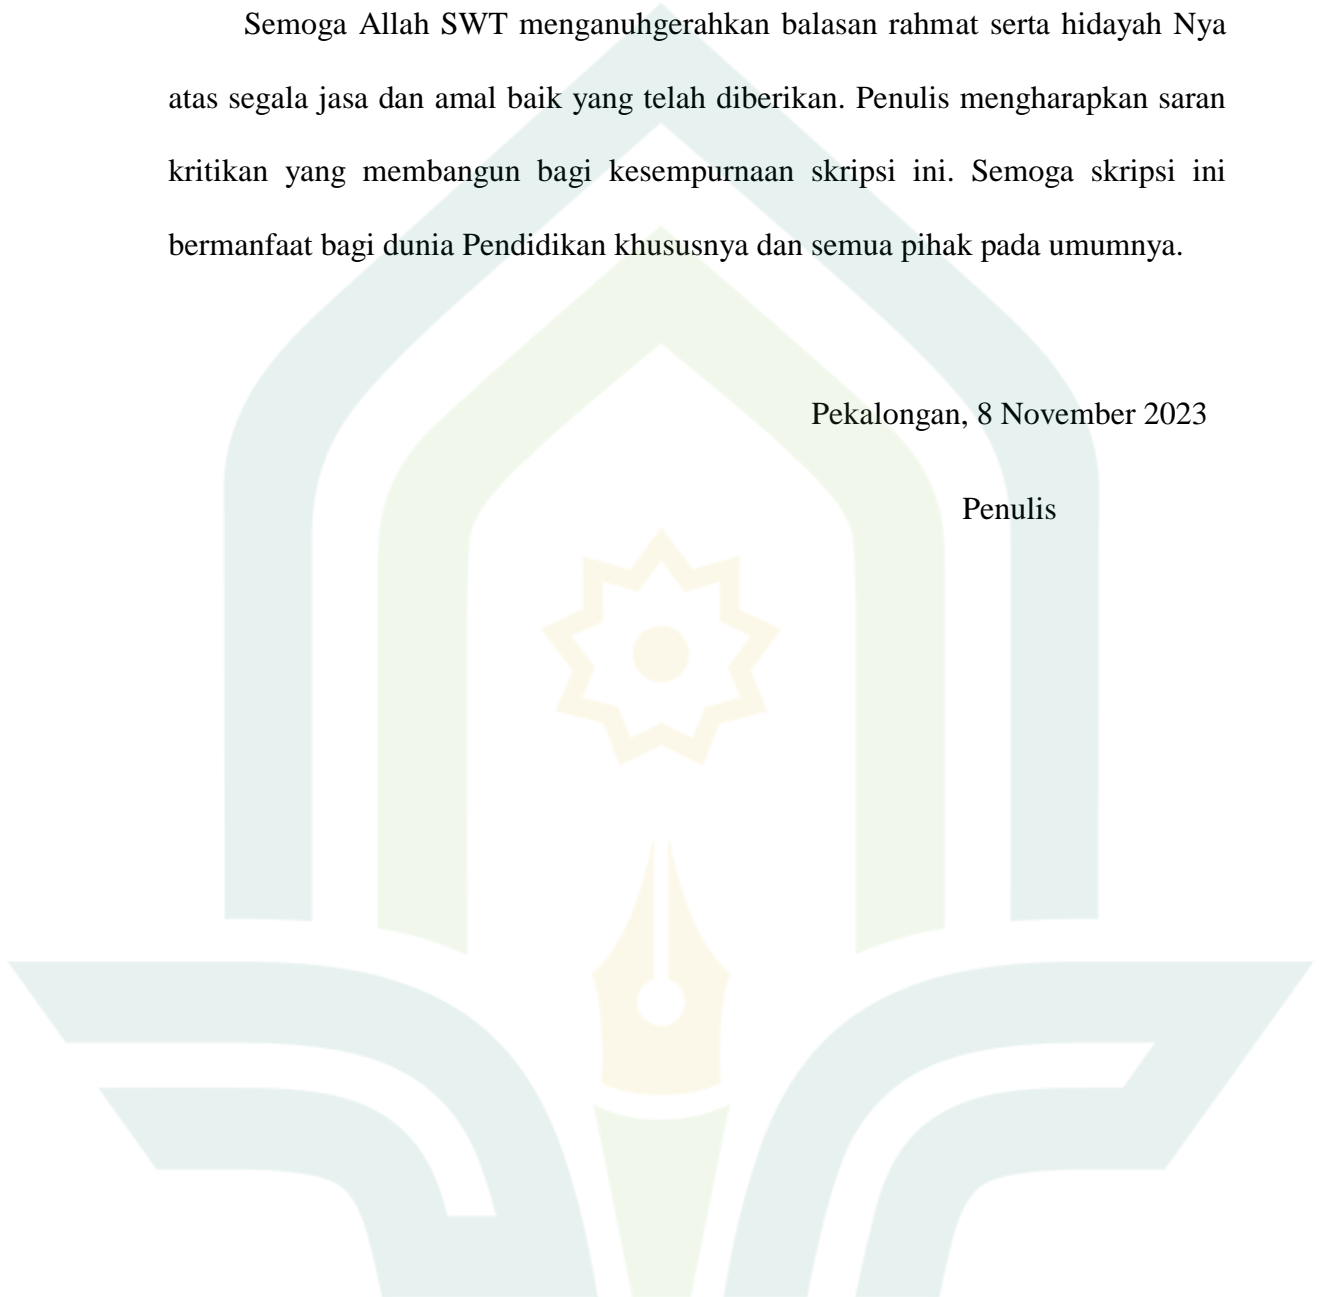 Semoga Allah SWT menganuhgerahkan balasan rahmat serta hidayah Nya
atas segala jasa dan amal baik yang telah diberikan. Penulis mengharapkan saran
kritikan yang membangun bagi kesempurnaan skripsi ini. Semoga skripsi ini
bermanfaat bagi dunia Pendidikan khususnya dan semua pihak pada umumnya.
Pekalongan, 8 November 2023
Penulis